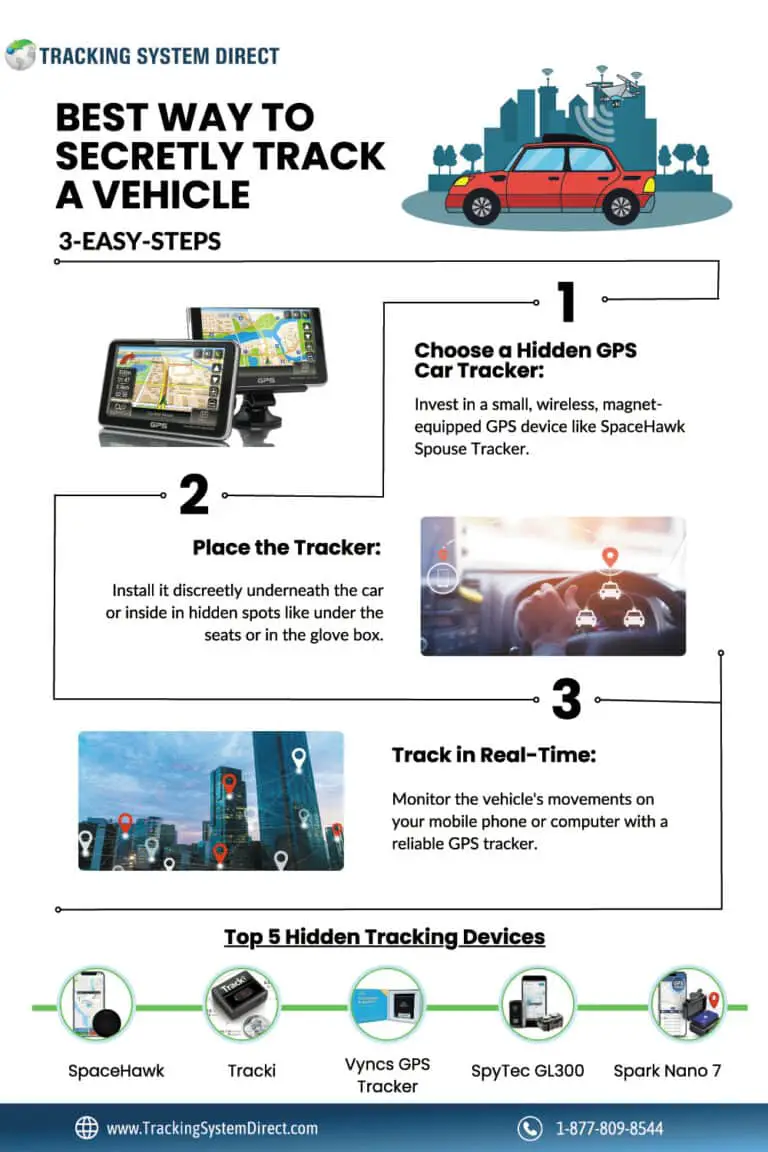 TRACKING SYSTEM DIRECT
BEST WAY TO
SECRETLY TRACK
A VEHICLE
3-EASY-STEPS
1
Choose a Hidden GPS
Car Tracker:
Invest in a small, wireless, magnet-
equipped GPS device like SpaceHawk
Spouse Tracker.
GPS
GPS
2
Place the Tracker:
Install it discreetly underneath the car
or inside in hidden spots like under the
seats or in the glove box.
3
Track in Real-Time:
Monitor the vehicle's movements on
your mobile phone or computer with a
reliable GPS tracker.
Top 5 Hidden Tracking Devices
SpaceHawk
Tracki
Vyncs GPS
Tracker
SpyTec GL300
Spark Nano 7
www.TrackingSystemDirect.com
1-877-809-8544